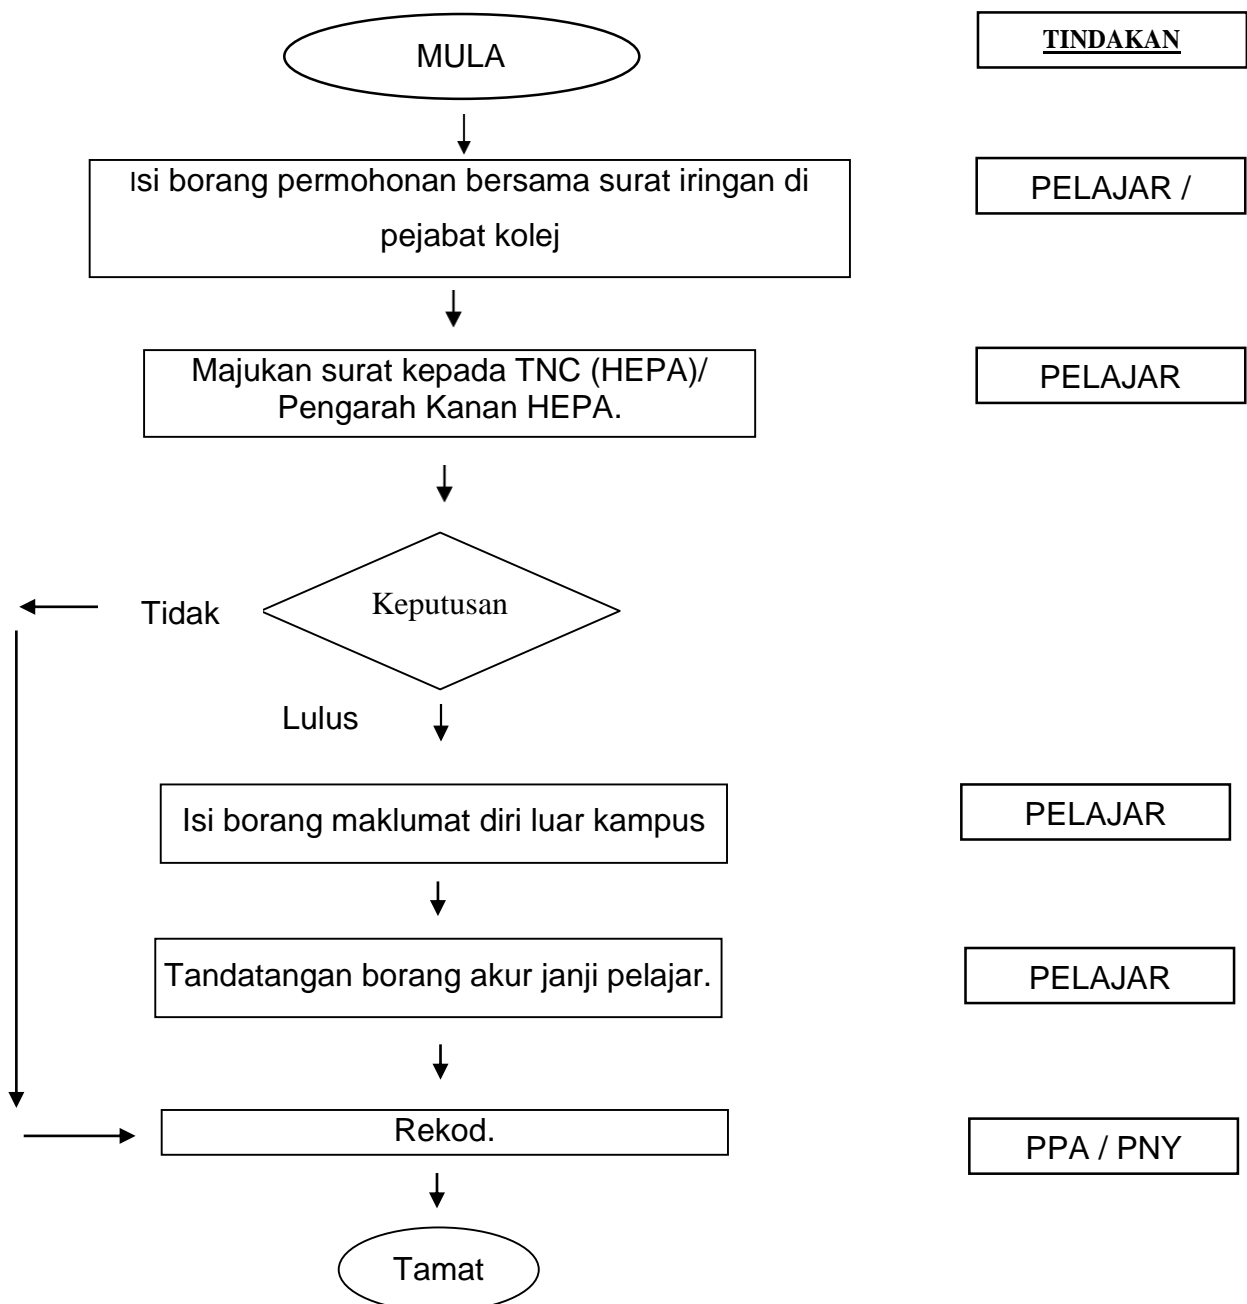 MULA
TINDAKAN
Isi borang permohonan bersama surat iringan di
pejabat kolej
PELAJAR /
Majukan surat kepada TNC (HEPA)/
Pengarah Kanan HEPA.
PELAJAR
Keputusan
Tidak
Lulus
Isi borang maklumat diri luar kampus
PELAJAR
Tandatangan borang akur janji pelajar.
PELAJAR
Rekod.
PPA / PNY
Tamat